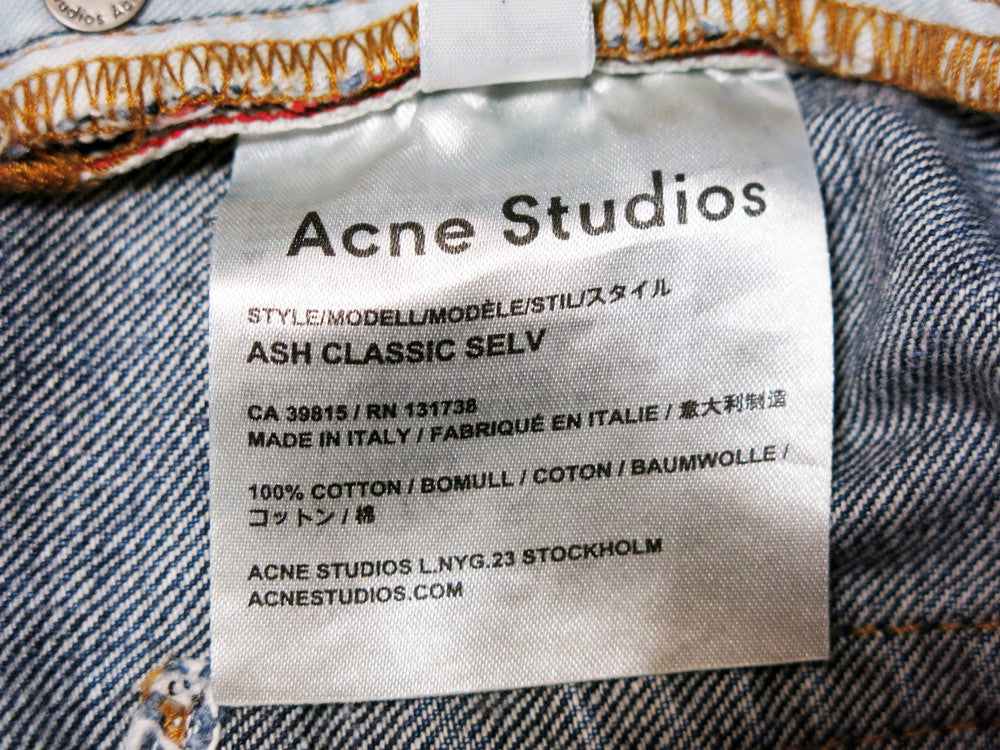 Studios
Acne Studios
STYLE/MODELL/MODÈLE/STIL/スタイル
ASH CLASSIC SELV
CA 39815 / RN 131738
MADE IN ITALY / FABRIQUÉ EN ITALIE / 意大利制造
100% COTTON / BOMULL / COTON / BAUMWOLLE /
コットン / 棉
ACNE STUDIOS L.NYG.23 STOCKHOLM
ACNESTUDIOS.COM